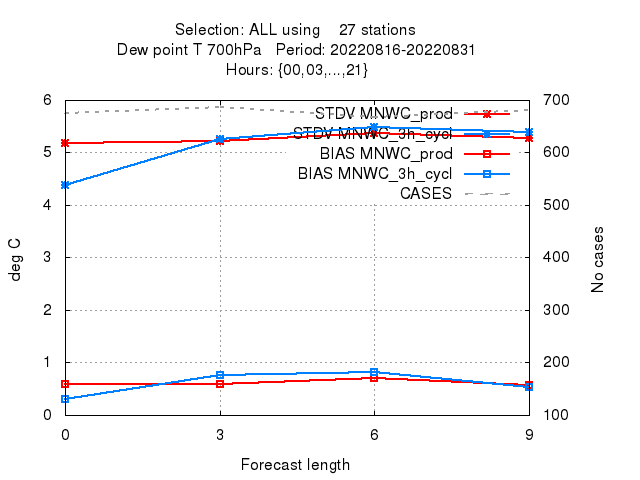 Selection: ALL using 27 stations
Dew point T 700hPa Period: 20220816-20220831
Hours: {00,03,...,21}
STDV MNWC_prod
STDV MNWC_3h_cycl
BIAS MNWC_prod
BIAS MNWC_3h_cycl
CASES
6
5
4
3
2
1
0
700
600
500
400
300
200
100
deg C
No cases
0 3 6 9
Forecast length